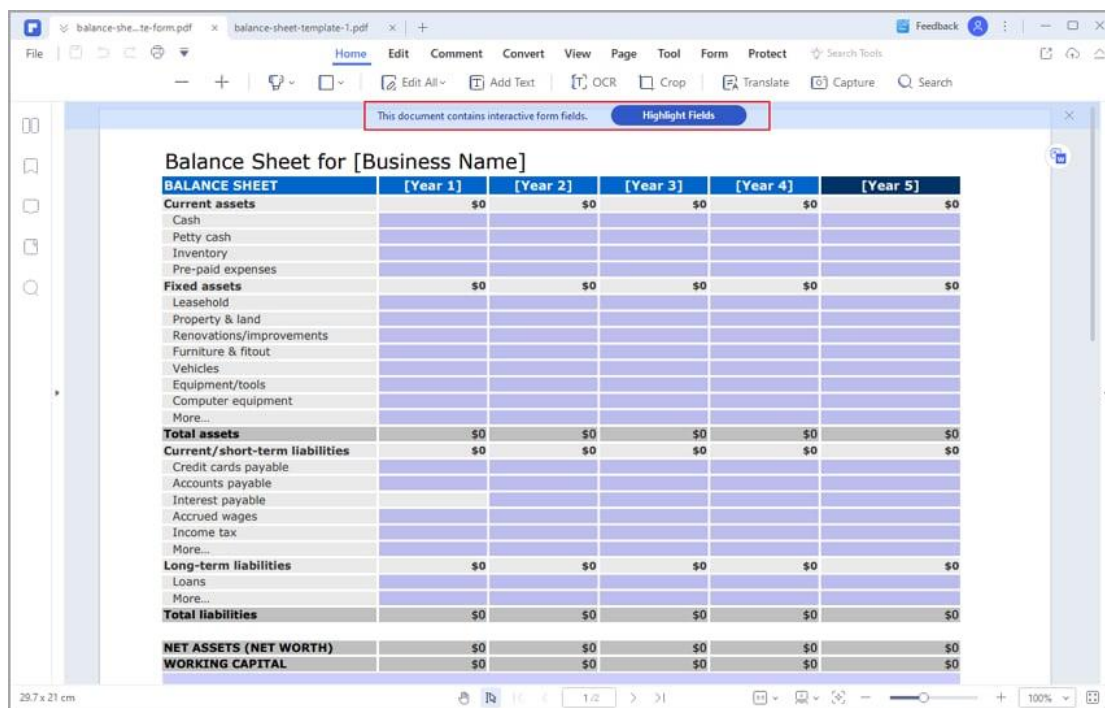 balance-she...te-form.pdf × balance-sheet-template-1.pdf × + Feedback
File Home Edit Comment Convert View Page Tool Form Protect Search Tools
Edit All Add Text OCR Crop Translate Capture Search
This document contains interactive form fields. Highlight Fields
Balance Sheet for [Business Name]
BALANCE SHEET [Year 1] [Year 2] [Year 3] [Year 4] [Year 5]
Current assets $0 $0 $0 $0 $0
Cash
Petty cash
Inventory
Pre-paid expenses
Fixed assets $0 $0 $0 $0 $0
Leasehold
Property & land
Renovations/improvements
Furniture & fitout
Vehicles
Equipment/tools
Computer equipment
More...
Total assets $0 $0 $0 $0 $0
Current/short-term liabilities $0 $0 $0 $0 $0
Credit cards payable
Accounts payable
Interest payable
Accrued wages
Income tax
More...
Long-term liabilities $0 $0 $0 $0 $0
Loans
More...
Total liabilities $0 $0 $0 $0 $0
NET ASSETS (NET WORTH) $0 $0 $0 $0 $0
WORKING CAPITAL $0 $0 $0 $0 $0
29.7 x 21 cm 1/2 100%